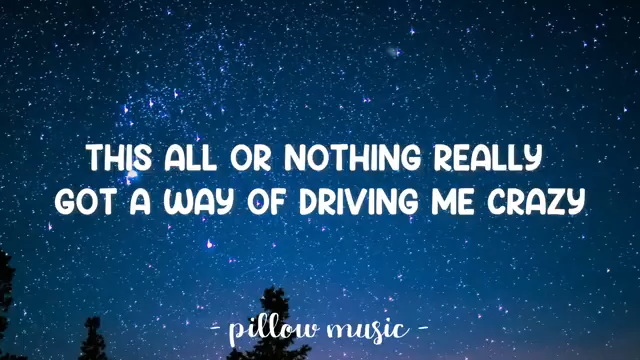 THIS ALL OR NOTHING REALLY
GOT A WAY OF DRIVING ME CRAZY
- pillow music -